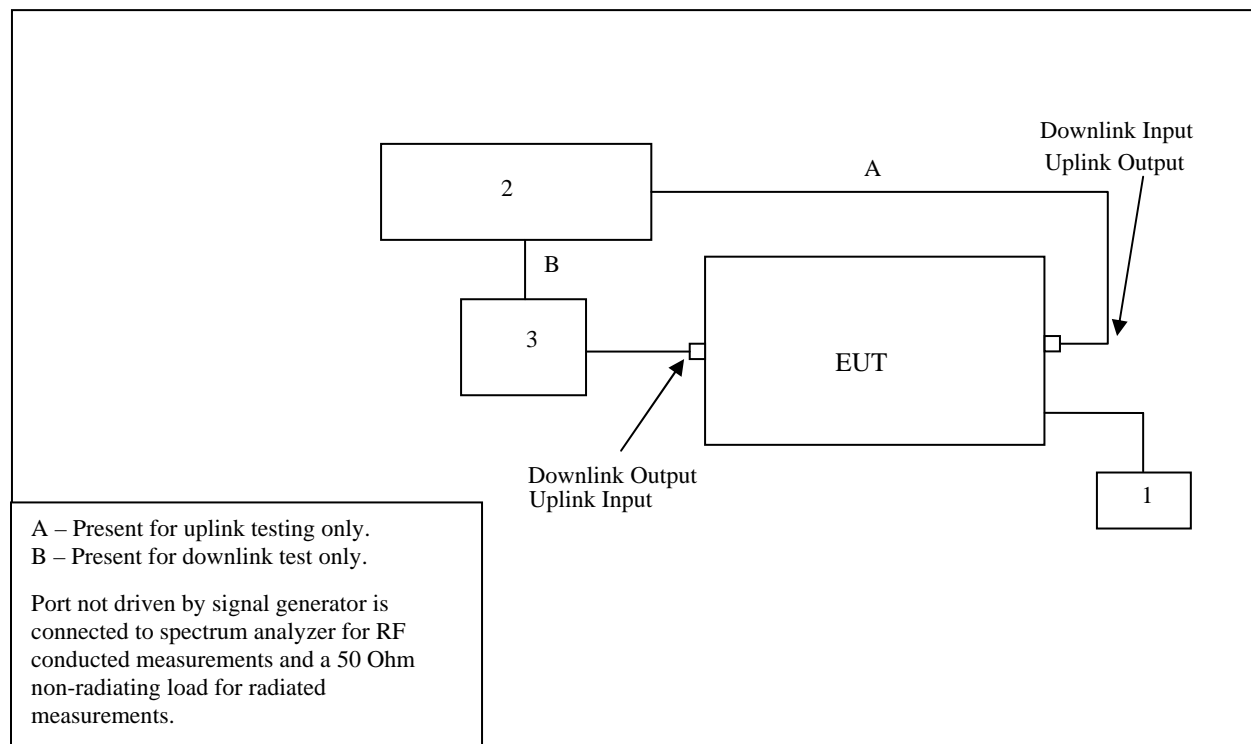 Downlink Input
Uplink Output
A
2
B
3
EUT
Downlink Output
Uplink Input
1
A – Present for uplink testing only.
B – Present for downlink test only.
Port not driven by signal generator is
connected to spectrum analyzer for RF
conducted measurements and a 50 Ohm
non-radiating load for radiated
measurements.